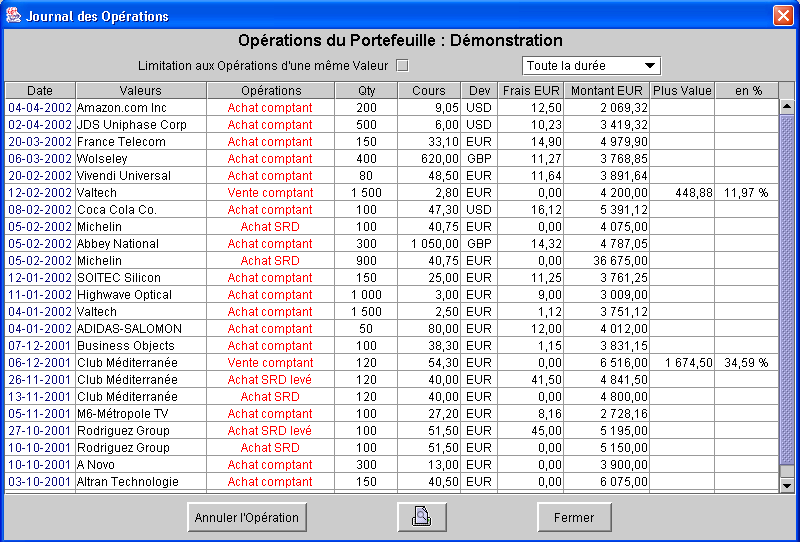 Journal des Opérations
Opérations du Portefeuille : Démonstration
Limitation aux Opérations d'une même Valeur Toute la durée
Date Valeurs Opérations Qty Cours Dev Frais EUR Montant EUR Plus Value en %
04-04-2002 Amazon.com Inc Achat comptant 200 9,05 USD 12,50 2 069,32
02-04-2002 JDS Uniphase Corp Achat comptant 500 6,00 USD 10,23 3 419,32
20-03-2002 France Telecom Achat comptant 150 33,10 EUR 14,90 4 979,90
06-03-2002 Wolseley Achat comptant 400 620,00 GBP 11,27 3 768,85
20-02-2002 Vivendi Universal Achat comptant 80 48,50 EUR 11,64 3 891,64
12-02-2002 Valtech Vente comptant 1 500 2,80 EUR 0,00 4 200,00 448,88 11,97 %
08-02-2002 Coca Cola Co. Achat comptant 100 47,30 USD 16,12 5 391,12
05-02-2002 Michelin Achat SRD 100 40,75 EUR 0,00 4 075,00
05-02-2002 Abbey National Achat comptant 300 1 050,00 GBP 14,32 4 787,05
05-02-2002 Michelin Achat SRD 900 40,75 EUR 0,00 36 675,00
12-01-2002 SOITEC Silicon Achat comptant 150 25,00 EUR 11,25 3 761,25
11-01-2002 Highwave Optical Achat comptant 1 000 3,00 EUR 9,00 3 009,00
04-01-2002 Valtech Achat comptant 1 500 2,50 EUR 1,12 3 751,12
04-01-2002 ADIDAS-SALOMON Achat comptant 50 80,00 EUR 12,00 4 012,00
07-12-2001 Business Objects Achat comptant 100 38,30 EUR 1,15 3 831,15
06-12-2001 Club Méditerranée Vente comptant 120 54,30 EUR 0,00 6 516,00 1 674,50 34,59 %
26-11-2001 Club Méditerranée Achat SRD levé 120 40,00 EUR 41,50 4 841,50
13-11-2001 Club Méditerranée Achat SRD 120 40,00 EUR 0,00 4 800,00
05-11-2001 M6-Métropole TV Achat comptant 100 27,20 EUR 8,16 2 728,16
27-10-2001 Rodriguez Group Achat SRD levé 100 51,50 EUR 45,00 5 195,00
10-10-2001 Rodriguez Group Achat SRD 100 51,50 EUR 0,00 5 150,00
10-10-2001 A Novo Achat comptant 300 13,00 EUR 0,00 3 900,00
03-10-2001 Altran Technologie Achat comptant 150 40,50 EUR 0,00 6 075,00
Annuler l'Opération Fermer